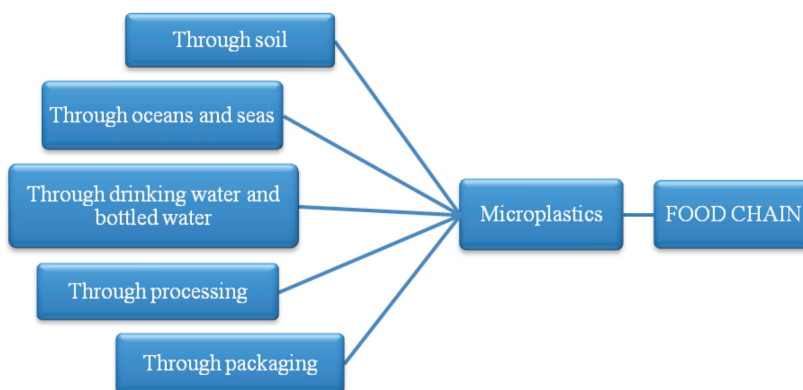 Through soil
Through oceans and seas
Through drinking water and
bottled water
Through processing
Through packaging
Microplastics
FOOD CHAIN